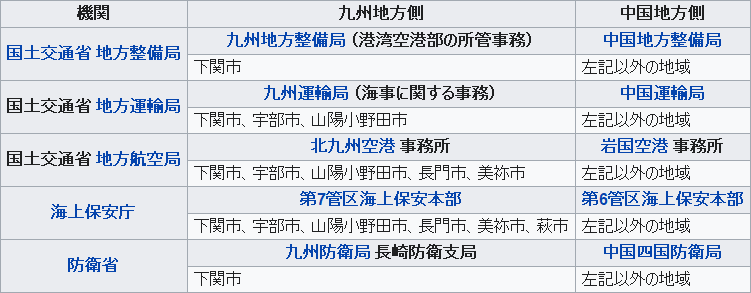 機関 九州地方側 中国地方側
国土交通省 地方整備局 九州地方整備局 (港湾空港部の所管事務) 中国地方整備局
下関市 左記以外の地域
国土交通省 地方運輸局 九州運輸局 (海事に関する事務) 中国運輸局
下関市、宇部市、山陽小野田市 左記以外の地域
国土交通省 地方航空局 北九州空港 事務所 岩国空港 事務所
下関市、宇部市、山陽小野田市、長門市、美祢市 左記以外の地域
海上保安庁 第7管区海上保安本部 第6管区海上保安本部
下関市、宇部市、山陽小野田市、長門市、美祢市、萩市 左記以外の地域
防衛省 九州防衛局 長崎防衛支局 中国四国防衛局
下関市 左記以外の地域